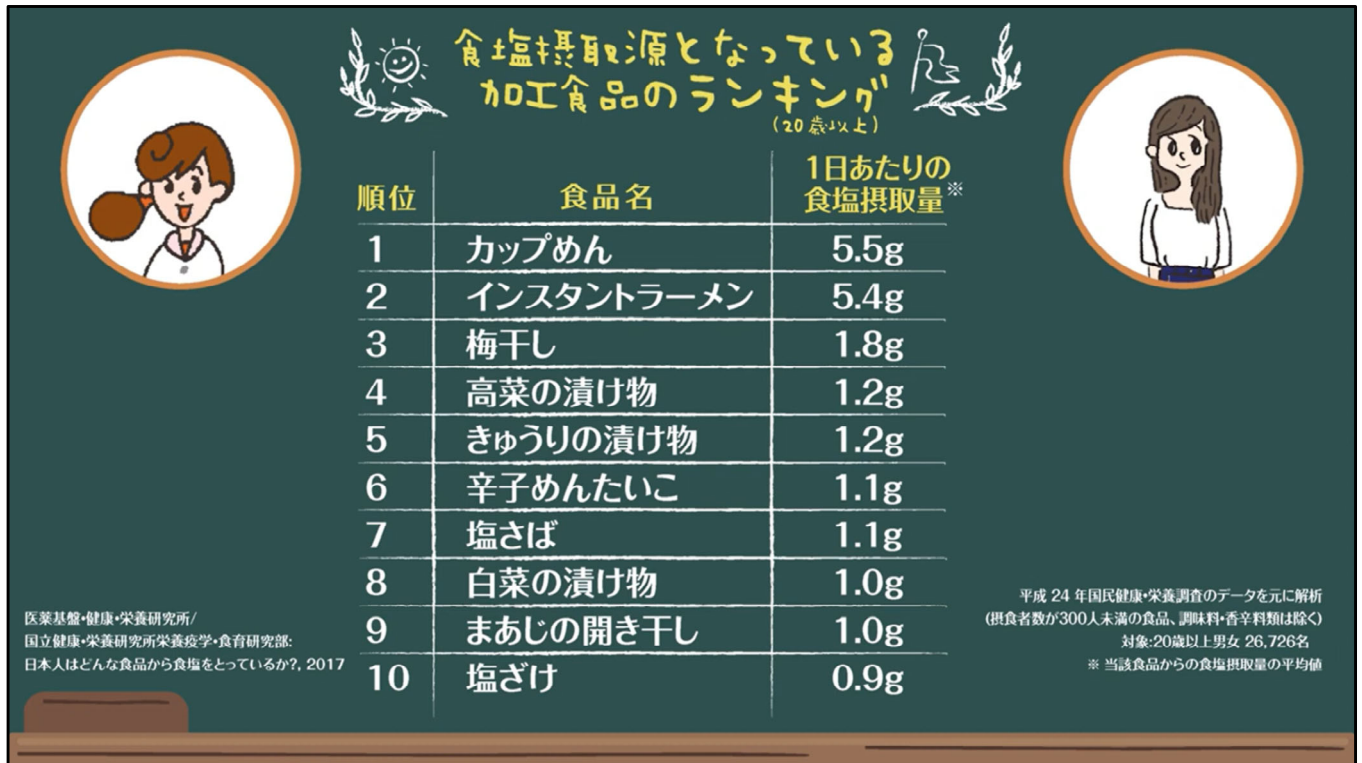 食塩摂取源となっている
加工食品のランキング
(20歳以上)
順位 食品名 1日あたりの食塩摂取量※
1 カップめん 5.5g
2 インスタントラーメン 5.4g
3 梅干し 1.8g
4 高菜の漬け物 1.2g
5 きゅうりの漬け物 1.2g
6 辛子めんたいこ 1.1g
7 塩さば 1.1g
8 白菜の漬け物 1.0g
9 まあじの開き干し 1.0g
10 塩ざけ 0.9g
医薬基盤・健康・栄養研究所/
国立健康・栄養研究所栄養疫学・食育研究部:
日本人はどんな食品から食塩をとっているか?, 2017
平成 24 年国民健康・栄養調査のデータを元に解析
(摂食者数が300人未満の食品、調味料・香辛料類は除く)
対象:20歳以上男女 26,726名
※ 当該食品からの食塩摂取量の平均値